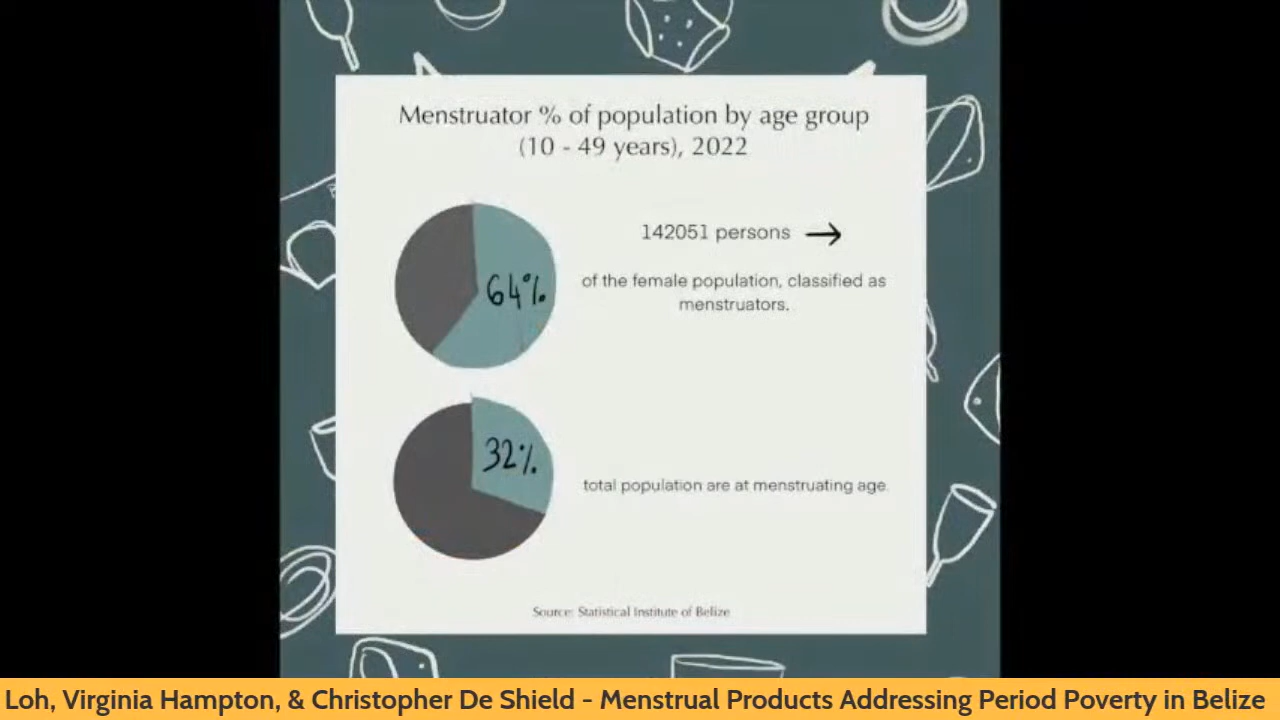 Menstruator % of population by age group
(10 - 49 years), 2022
142051 persons →
64%
of the female population, classified as
menstruators.
32%
total population are at menstruating age.
Source: Statistical Institute of Belize
Loh, Virginia Hampton, & Christopher De Shield - Menstrual Products Addressing Period Poverty in Belize